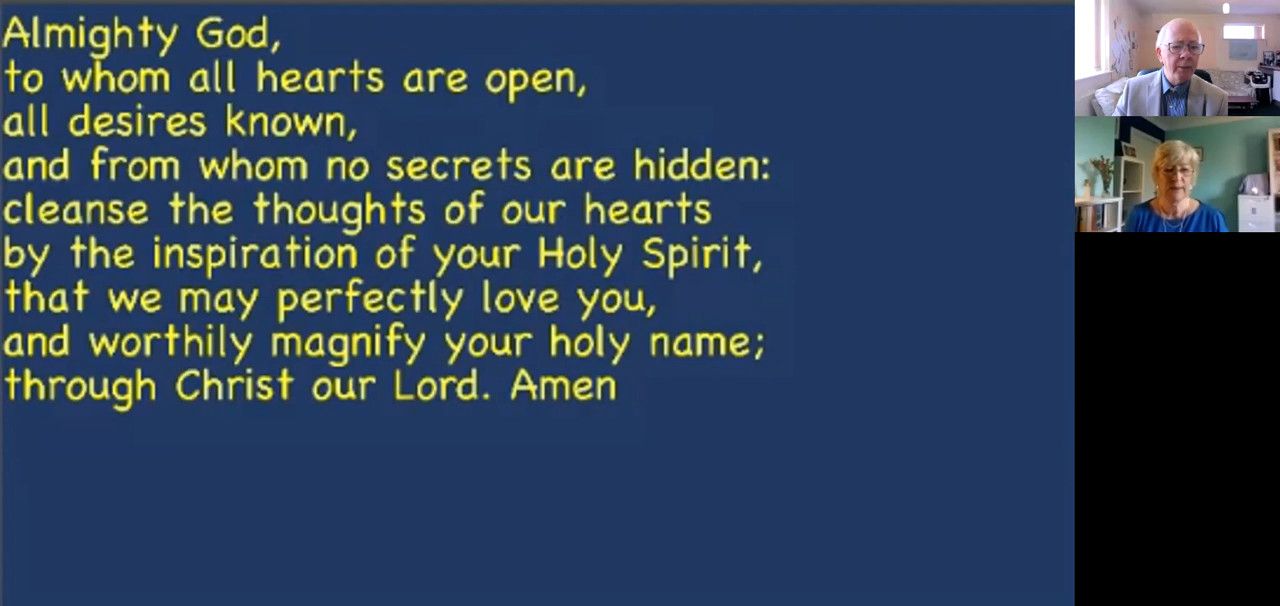 Almighty God,
to whom all hearts are open,
all desires known,
and from whom no secrets are hidden:
cleanse the thoughts of our hearts
by the inspiration of your Holy Spirit,
that we may perfectly love you,
and worthily magnify your holy name;
through Christ our Lord. Amen